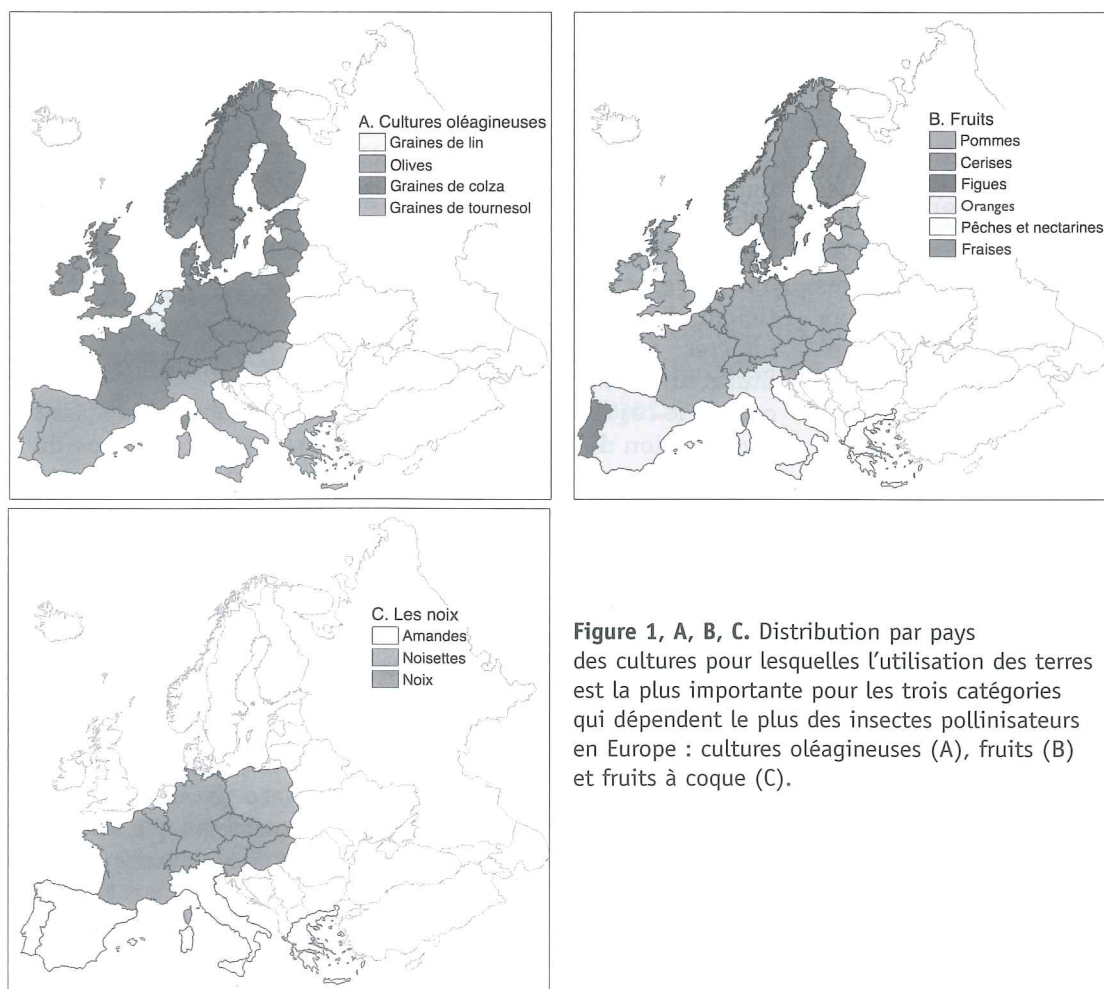 A. Cultures oléagineuses
Graines de lin
Olives
Graines de colza
Graines de tournesol
B. Fruits
Pommes
Cerises
Figues
Oranges
Pêches et nectarines
Fraises
C. Les noix
Amandes
Noisettes
Noix
Figure 1, A, B, C. Distribution par pays
des cultures pour lesquelles l'utilisation des terres
est la plus importante pour les trois catégories
qui dépendent le plus des insectes pollinisateurs
en Europe : cultures oléagineuses (A), fruits (B)
et fruits à coque (C).